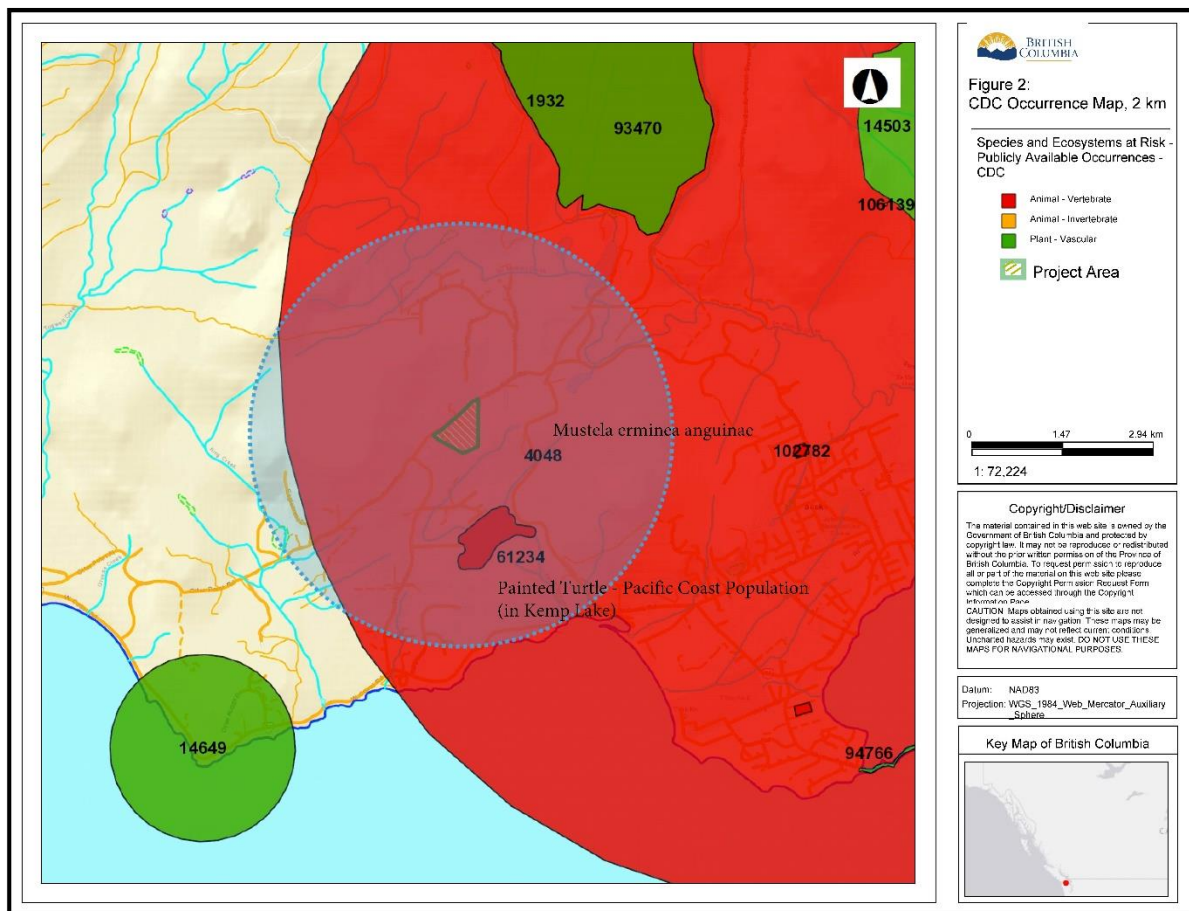 1932
93470
14503
106139
Mustela erminea anguinae
4048
102782
61234
Painted Turtle - Pacific Coast Population
(in Kemp Lake)
14649
94766
BRITISH
COLUMBIA
Figure 2:
CDC Occurrence Map, 2 km
Species and Ecosystems at Risk -
Publicly Available Occurrences -
CDC
Animal - Vertebrate
Animal - Invertebrate
Plant - Vascular
Project Area
0 1.47 2.94 km
1: 72,224
Copyright/Disclaimer
The material contained in this web site is owned by the
Government of British Columbia and protected by
copyright law. It may not be reproduced or redistributed
without the prior written permission of the Province of
British Columbia. To request permission to reproduce
all or part of the material on this web site please
complete the Copyright Permission Request Form
which can be accessed through the Copyright
Information Page
CAUTION: Maps obtained using this site are not
designed to assist in navigation. These maps may be
generalized and may not reflect current conditions.
Uncharted hazards may exist. DO NOT USE THESE
MAPS FOR NAVIGATIONAL PURPOSES.
Datum: NAD83
Projection: WGS_1984_Web_Mercator_Auxiliary
_Sphere
Key Map of British Columbia